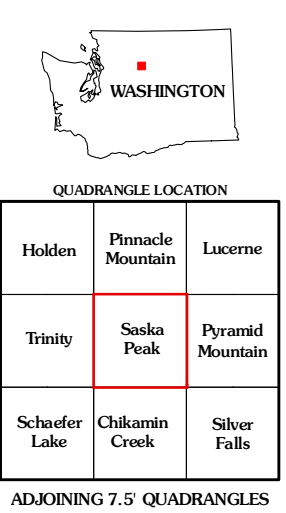 WASHINGTON
QUADRANGLE LOCATION
Holden
Pinnacle
Mountain
Lucerne
Trinity
Saska
Peak
Pyramid
Mountain
Schaefer
Lake
Chikamin
Creek
Silver
Falls
ADJOINING 7.5' QUADRANGLES